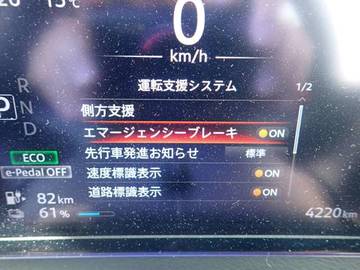 15℃
0
km/h
運転支援システム
1/2
側方支援
エマージェンシーブレーキ ON
先行車発進お知らせ 標準
速度標識表示 ON
道路標識表示 ON
P
R
N
D
ECO
e-Pedal OFF
82km
61%
4220km